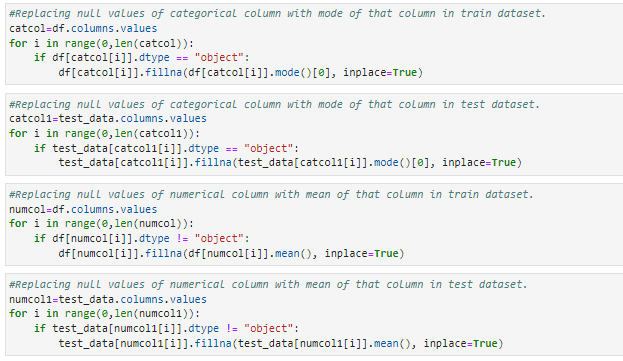 #Replacing null values of categorical column with mode of that column in train dataset.
catcol=df.columns.values
for i in range(0,len(catcol)):
    if df[catcol[i]].dtype == "object":
        df[catcol[i]].fillna(df[catcol[i]].mode()[0], inplace=True)
#Replacing null values of categorical column with mode of that column in test dataset.
catcol1=test_data.columns.values
for i in range(0,len(catcol1)):
    if test_data[catcol1[i]].dtype == "object":
        test_data[catcol1[i]].fillna(test_data[catcol1[i]].mode()[0], inplace=True)
#Replacing null values of numerical column with mean of that column in train dataset.
numcol=df.columns.values
for i in range(0,len(numcol)):
    if df[numcol[i]].dtype != "object":
        df[numcol[i]].fillna(df[numcol[i]].mean(), inplace=True)
#Replacing null values of numerical column with mean of that column in test dataset.
numcol1=test_data.columns.values
for i in range(0,len(numcol1)):
    if test_data[numcol1[i]].dtype != "object":
        test_data[numcol1[i]].fillna(test_data[numcol1[i]].mean(), inplace=True)